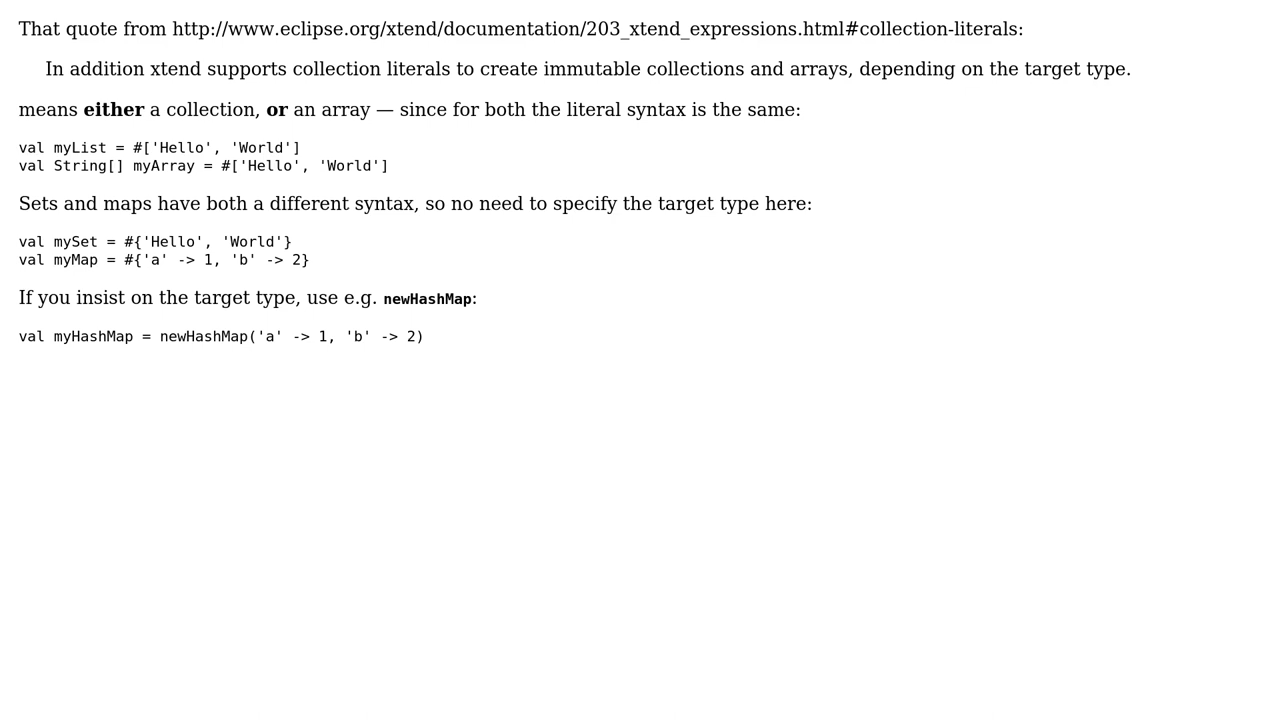 That quote from http://www.eclipse.org/xtend/documentation/203_xtend_expressions.html#collection-literals:
In addition xtend supports collection literals to create immutable collections and arrays, depending on the target type.
means either a collection, or an array — since for both the literal syntax is the same:
val myList = #['Hello', 'World']
val String[] myArray = #['Hello', 'World']
Sets and maps have both a different syntax, so no need to specify the target type here:
val mySet = #{'Hello', 'World'}
val myMap = #{'a' -> 1, 'b' -> 2}
If you insist on the target type, use e.g. newHashMap:
val myHashMap = newHashMap('a' -> 1, 'b' -> 2)